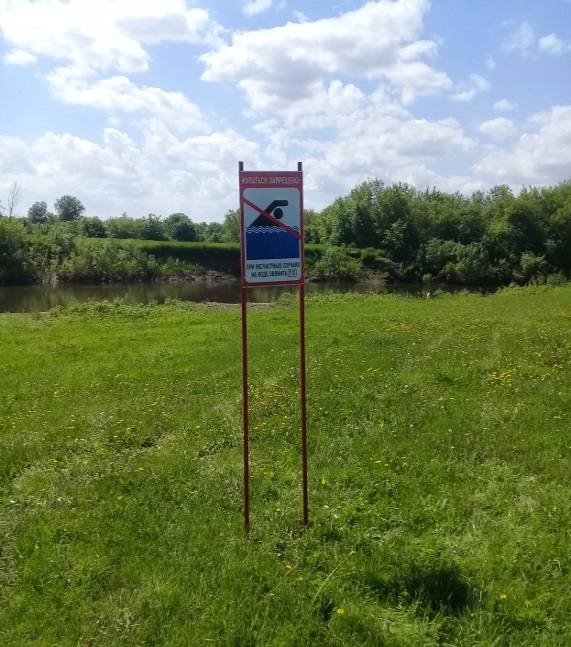 КУПАТЬСЯ ЗАПРЕЩЕНО
ПРИ НЕСЧАСТНЫХ СЛУЧАЯХ
НА ВОДЕ ЗВОНИТЬ